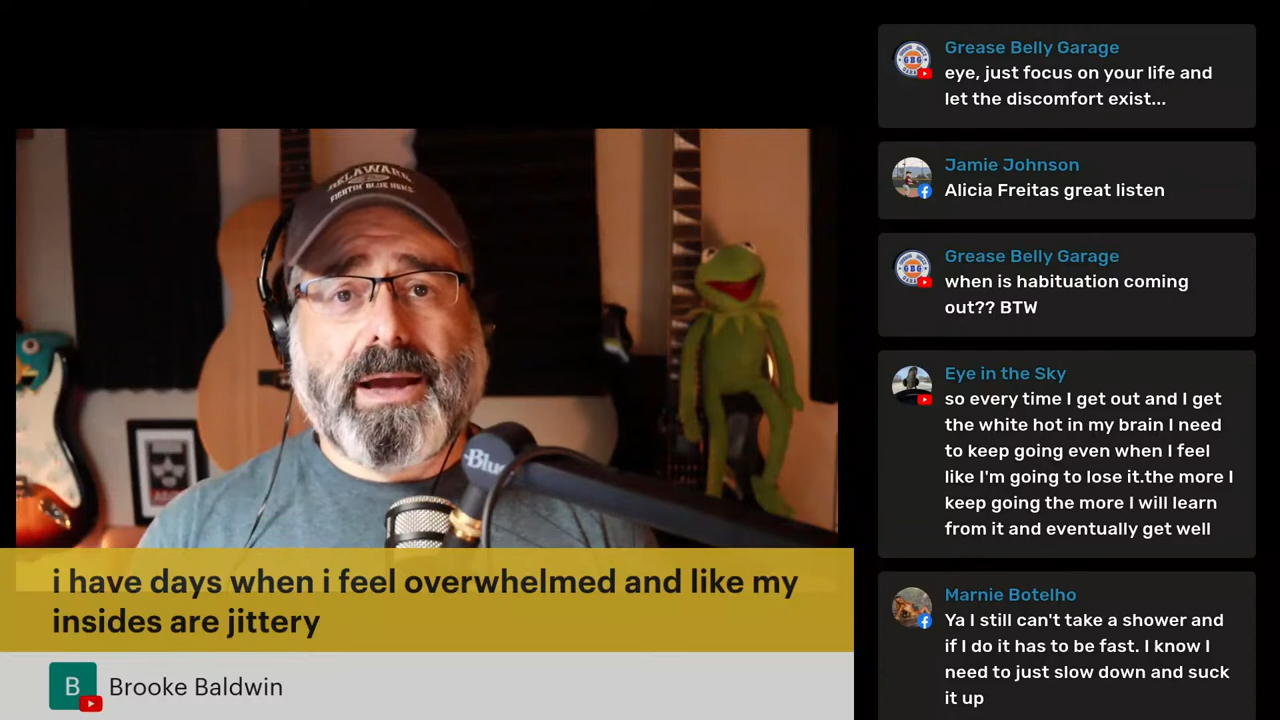 DELAWARE
FIGHTIN' BLUE HENS
Blue
i have days when i feel overwhelmed and like my
insides are jittery
B
Brooke Baldwin
GBG
Grease Belly Garage
eye, just focus on your life and
let the discomfort exist...
Jamie Johnson
Alicia Freitas great listen
GBG
Grease Belly Garage
when is habituation coming
out?? BTW
Eye in the Sky
so every time I get out and I get
the white hot in my brain I need
to keep going even when I feel
like I'm going to lose it.the more I
keep going the more I will learn
from it and eventually get well
Marnie Botelho
Ya I still can't take a shower and
if I do it has to be fast. I know I
need to just slow down and suck
it up